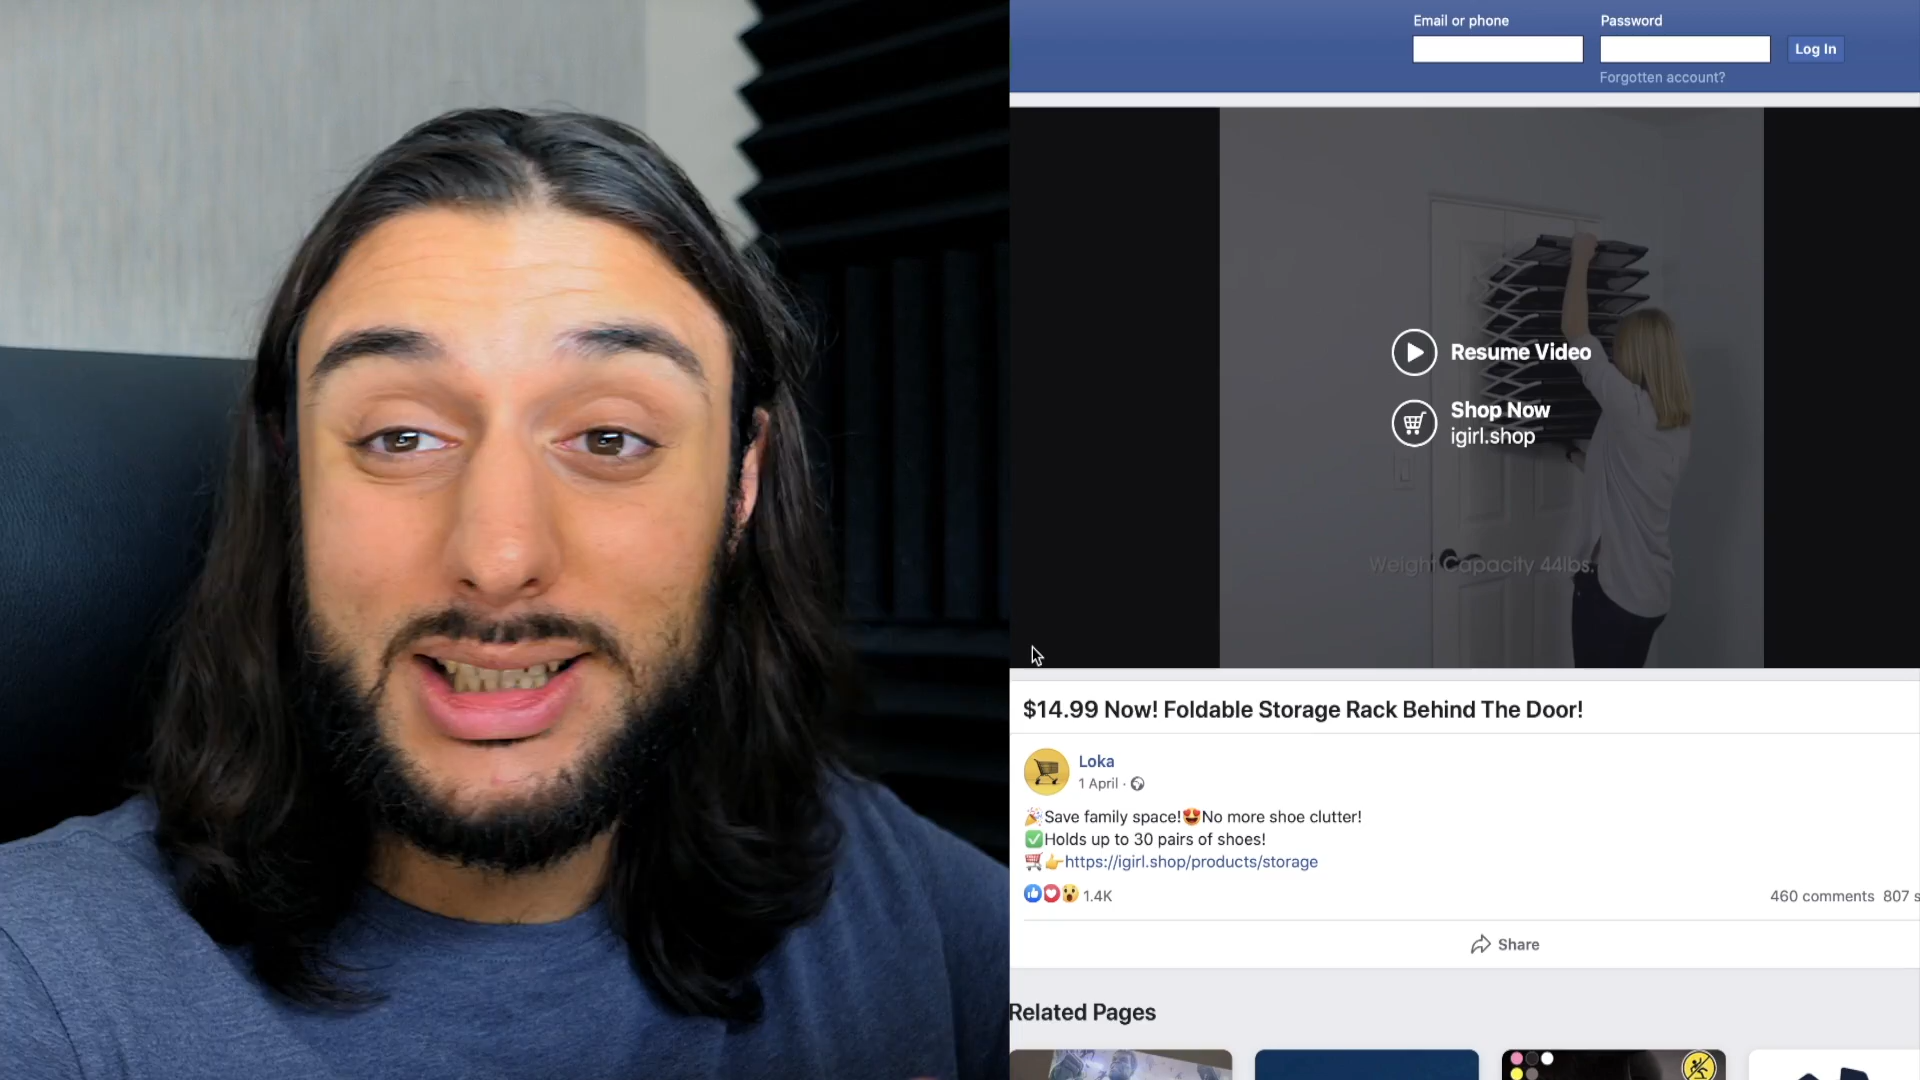 Email or phone
Password
Log In
Forgotten account?
Resume Video
Shop Now
igirl.shop
Weight Capacity 44lbs.
$14.99 Now! Foldable Storage Rack Behind The Door!
Loka
1 April ·
Save family space! No more shoe clutter!
Holds up to 30 pairs of shoes!
https://igirl.shop/products/storage
1.4K
460 comments 807 s
Share
Related Pages